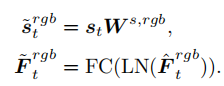 s̃_t^{rgb} = s_t W^{s,rgb},
F̃_t^{rgb} = FC(LN(F̂_t^{rgb})).